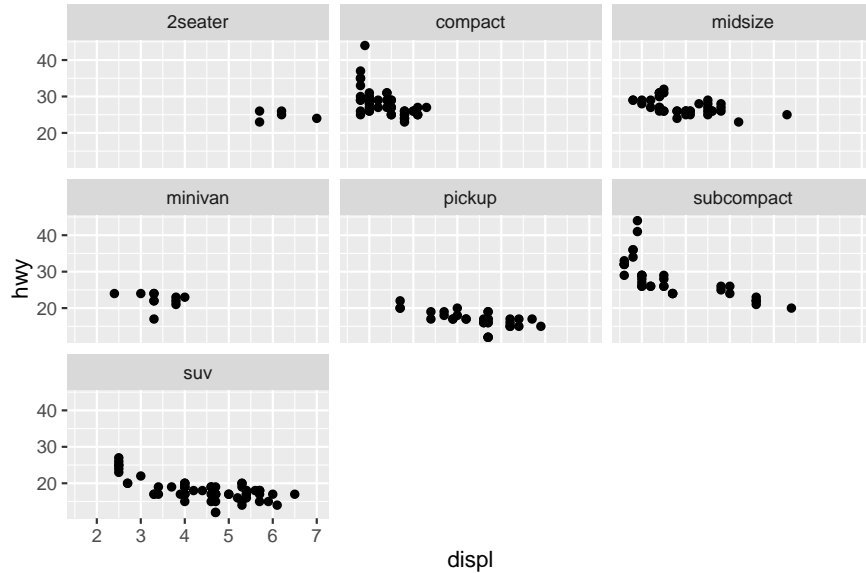 2seater compact midsize
40
30
20
minivan pickup subcompact
40
30
20
suv
40
30
20
2 3 4 5 6 7
displ
hwy